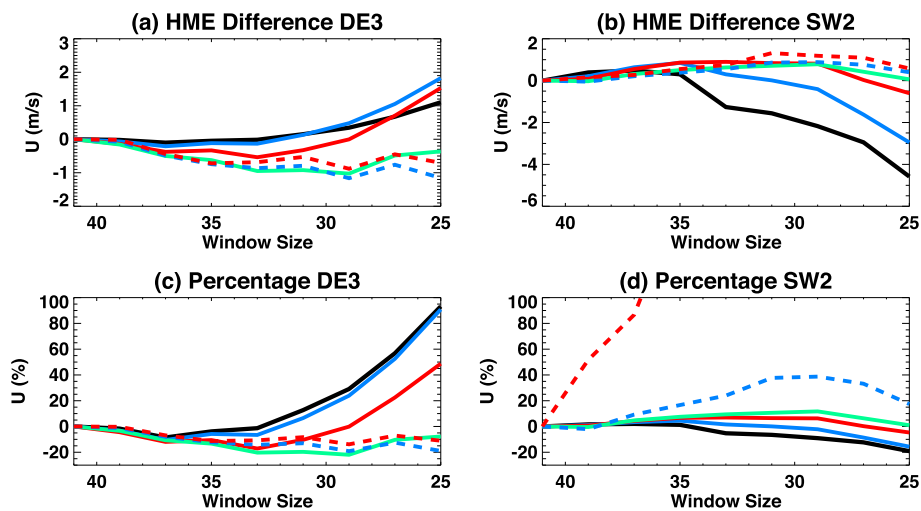 (a) HME Difference DE3
3
2
1
0
-1
-2
U (m/s)
40 35 30 25
Window Size
(b) HME Difference SW2
2
0
-2
-4
-6
U (m/s)
40 35 30 25
Window Size
(c) Percentage DE3
100
80
60
40
20
0
-20
U (%)
40 35 30 25
Window Size
(d) Percentage SW2
100
80
60
40
20
0
-20
U (%)
40 35 30 25
Window Size